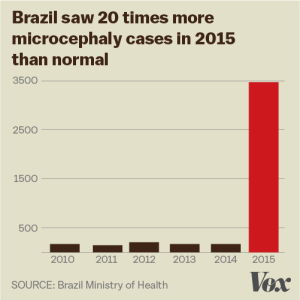 Brazil saw 20 times more
microcephaly cases in 2015
than normal
3500
2500
1500
500
2010 2011 2012 2013 2014 2015
SOURCE: Brazil Ministry of Health
Vox